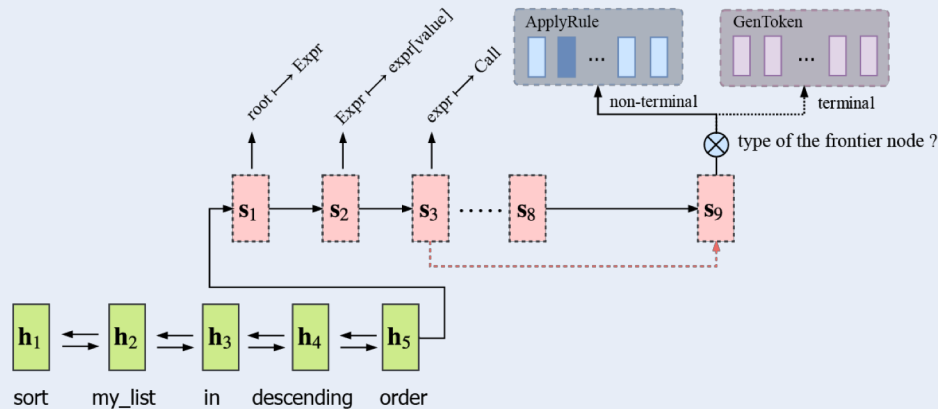 ApplyRule
GenToken
...
...
root ⟼ Expr
Expr ⟼ expr[value]
expr ⟼ Call
non-terminal
terminal
type of the frontier node ?
s1 s2 s3 ..... s8 s9
h1 h2 h3 h4 h5
sort my_list in descending order